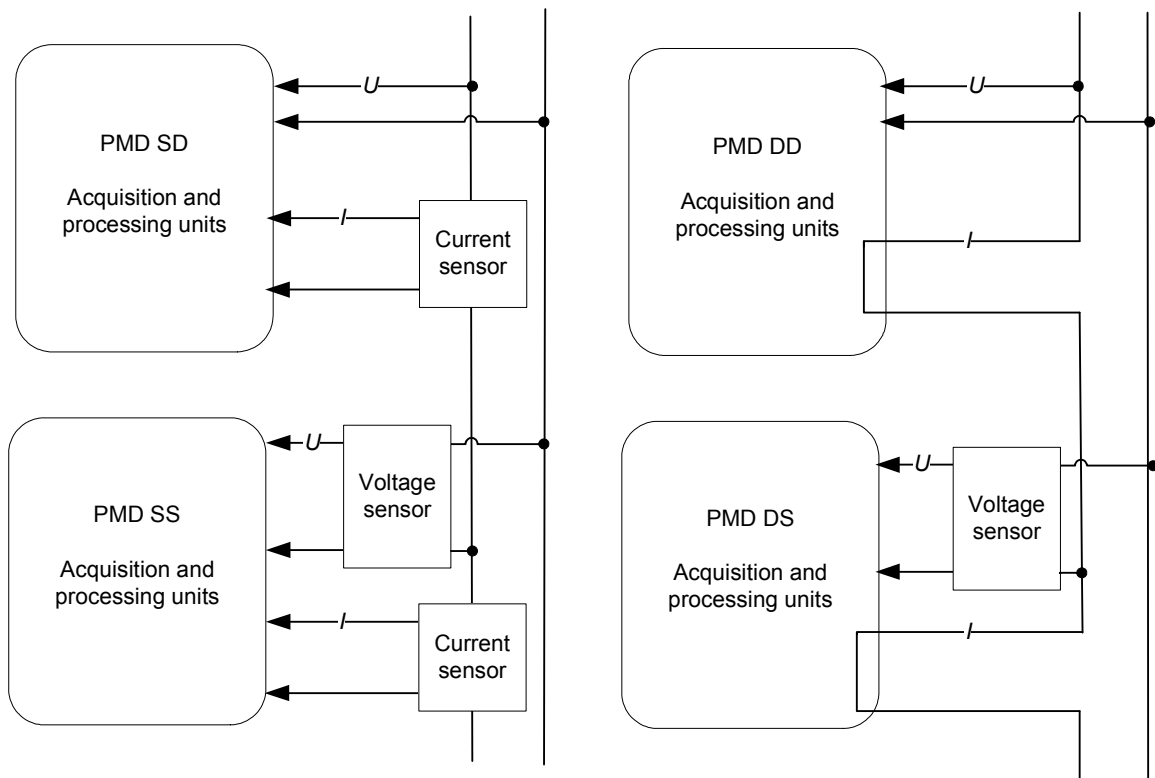 U
PMD SD
Acquisition and
processing units
I
Current
sensor
U
PMD DD
Acquisition and
processing units
I
U
Voltage
sensor
PMD SS
Acquisition and
processing units
I
Current
sensor
U
Voltage
sensor
PMD DS
Acquisition and
processing units
I